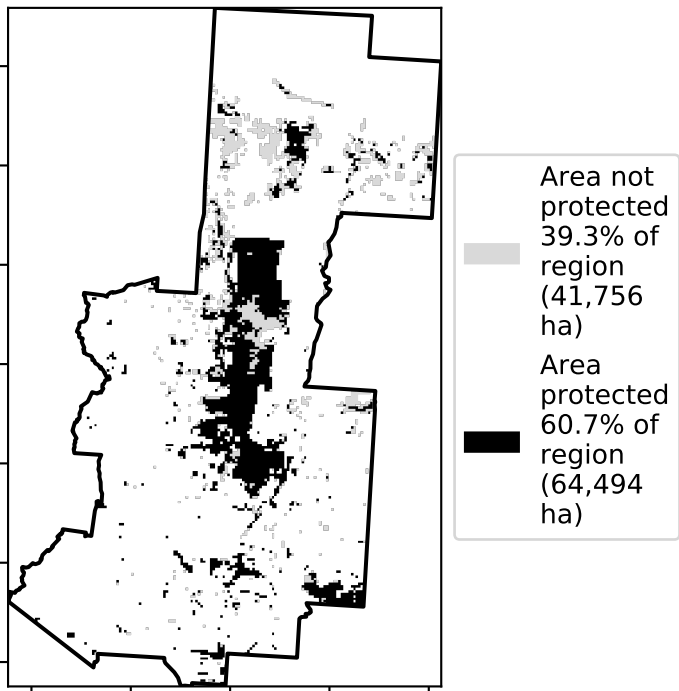 Area not
protected
39.3% of
region
(41,756
ha)
Area
protected
60.7% of
region
(64,494
ha)